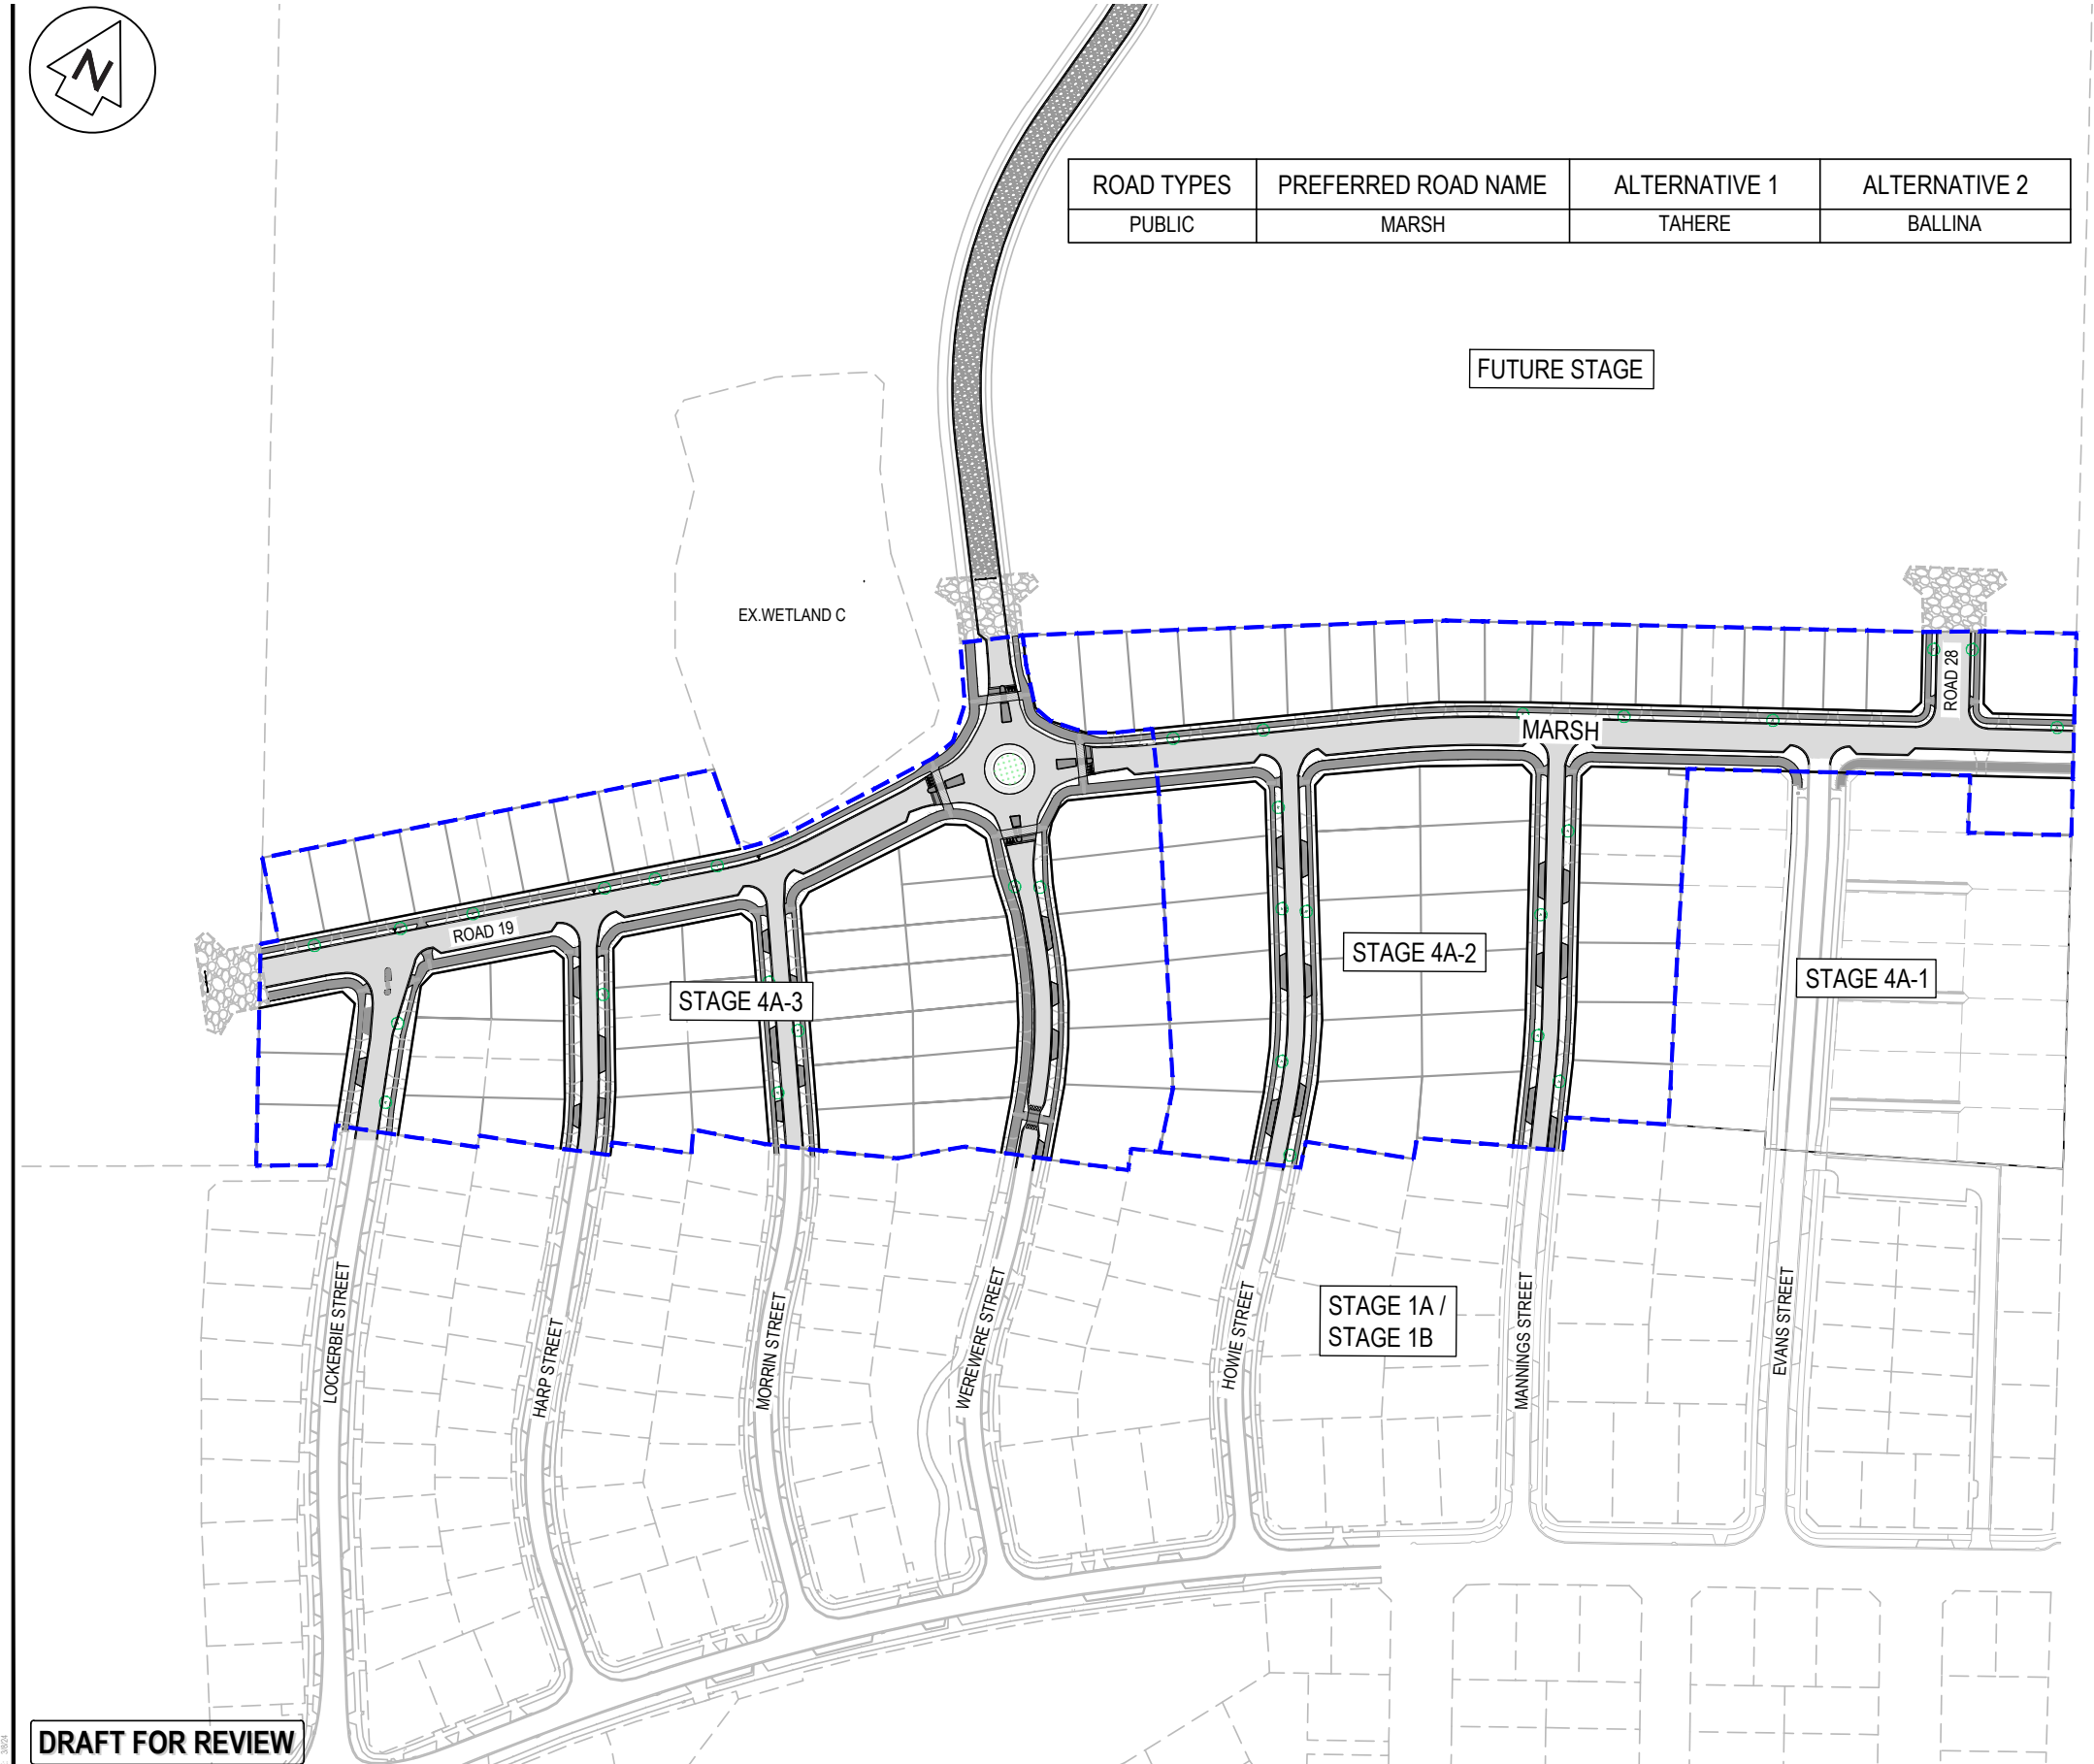 N
ROAD TYPES PREFERRED ROAD NAME ALTERNATIVE 1 ALTERNATIVE 2
PUBLIC MARSH TAHERE BALLINA
FUTURE STAGE
EX.WETLAND C
ROAD 28
MARSH
ROAD 19
STAGE 4A-3
STAGE 4A-2
STAGE 4A-1
LOCKERBIE STREET
HARP STREET
MORRIN STREET
WEREWERE STREET
HOWIE STREET
STAGE 1A /
STAGE 1B
MANNINGS STREET
EVANS STREET
DRAFT FOR REVIEW